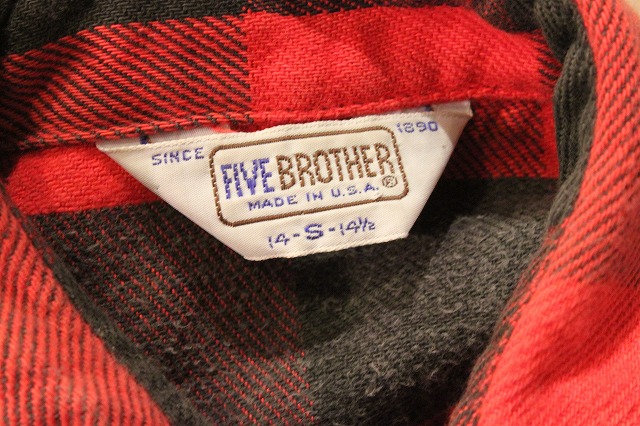 SINCE 1890
FIVE BROTHER
MADE IN U.S.A. ®
14-S-14½